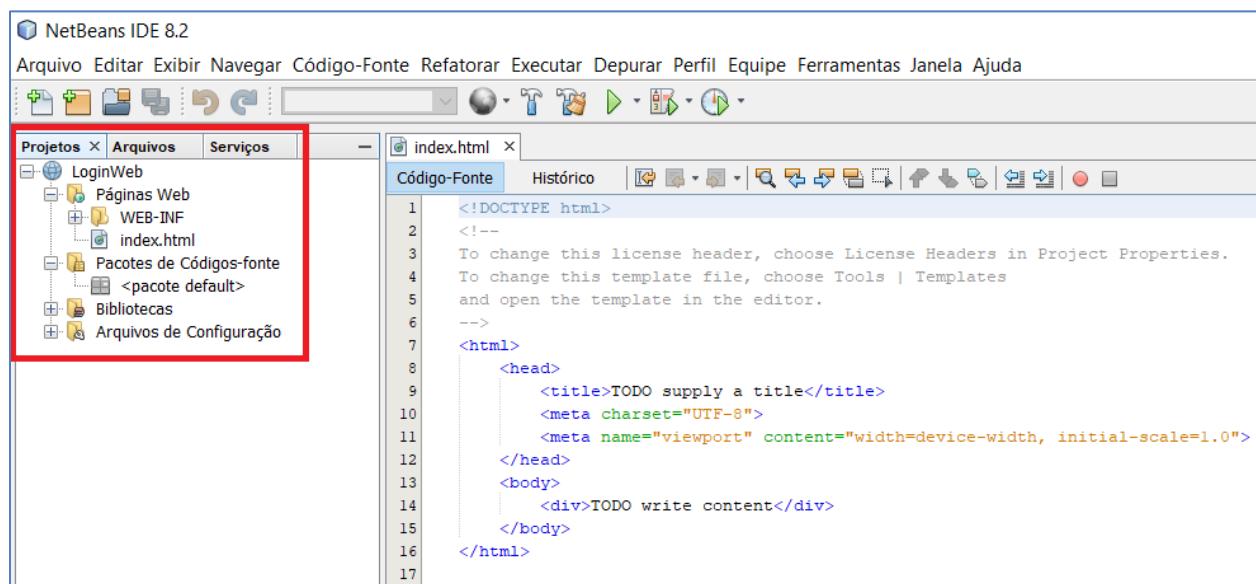 NetBeans IDE 8.2
Arquivo Editar Exibir Navegar Código-Fonte Refatorar Executar Depurar Perfil Equipe Ferramentas Janela Ajuda
Projetos × Arquivos Serviços
LoginWeb
Páginas Web
WEB-INF
index.html
Pacotes de Códigos-fonte
<pacote default>
Bibliotecas
Arquivos de Configuração
index.html ×
Código-Fonte Histórico
1 <!DOCTYPE html>
2 <!--
3 To change this license header, choose License Headers in Project Properties.
4 To change this template file, choose Tools | Templates
5 and open the template in the editor.
6 -->
7 <html>
8 <head>
9 <title>TODO supply a title</title>
10 <meta charset="UTF-8">
11 <meta name="viewport" content="width=device-width, initial-scale=1.0">
12 </head>
13 <body>
14 <div>TODO write content</div>
15 </body>
16 </html>
17